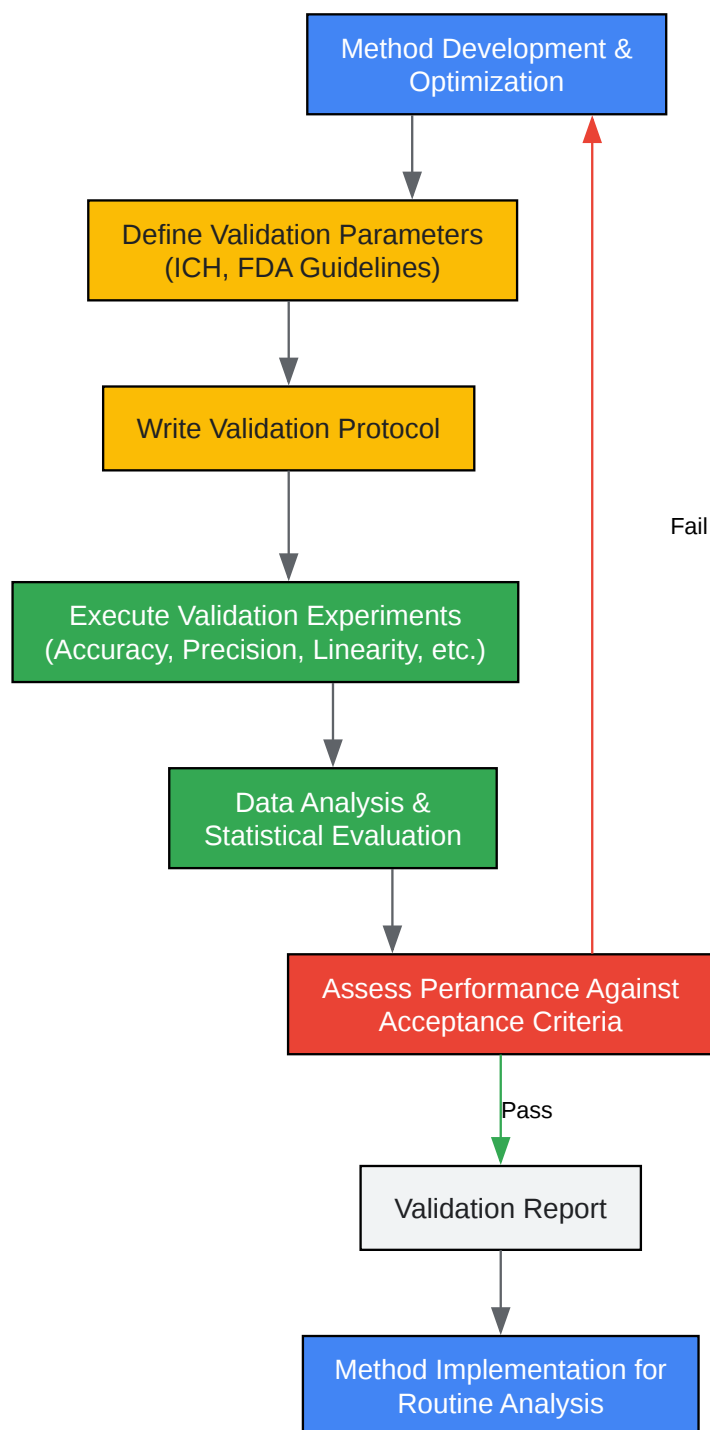 Method Development &
Optimization
Define Validation Parameters
(ICH, FDA Guidelines)
Write Validation Protocol
Fail
Execute Validation Experiments
(Accuracy, Precision, Linearity, etc.)
Data Analysis &
Statistical Evaluation
Assess Performance Against
Acceptance Criteria
Pass
Validation Report
Method Implementation for
Routine Analysis